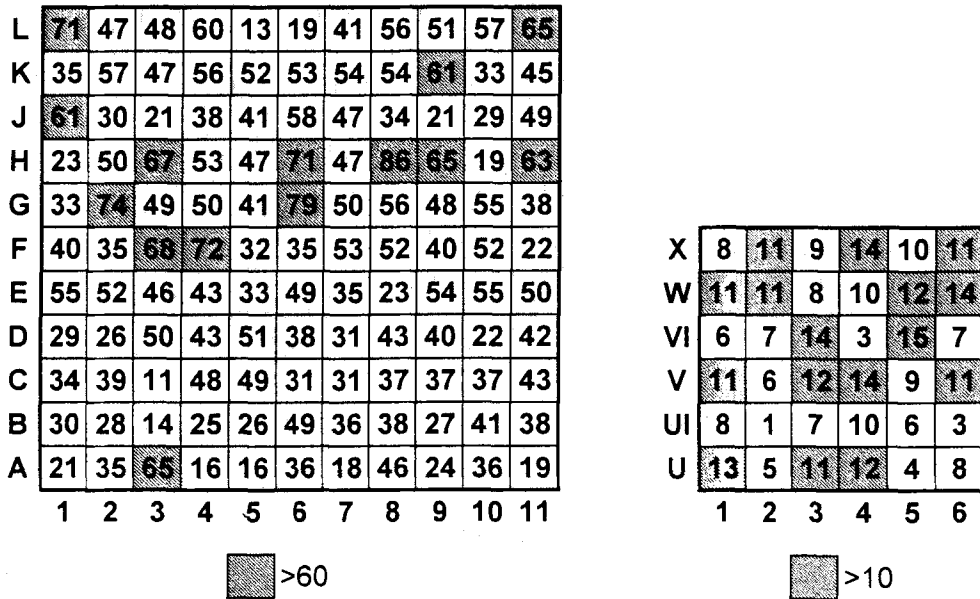 L 71 47 48 60 13 19 41 56 51 57 65
K 35 57 47 56 52 53 54 54 61 33 45
J 61 30 21 38 41 58 47 34 21 29 49
H 23 50 67 53 47 71 47 86 65 19 63
G 33 74 49 50 41 79 50 56 48 55 38
F 40 35 68 72 32 35 53 52 40 52 22
E 55 52 46 43 33 49 35 23 54 55 50
D 29 26 50 43 51 38 31 43 40 22 42
C 34 39 11 48 49 31 31 37 37 37 43
B 30 28 14 25 26 49 36 38 27 41 38
A 21 35 65 16 16 36 18 46 24 36 19
1 2 3 4 5 6 7 8 9 10 11
>60
X 8 11 9 14 10 11
W 11 11 8 10 12 14
VI 6 7 14 3 15 7
V 11 6 12 14 9 11
UI 8 1 7 10 6 3
U 13 5 11 12 4 8
1 2 3 4 5 6
>10